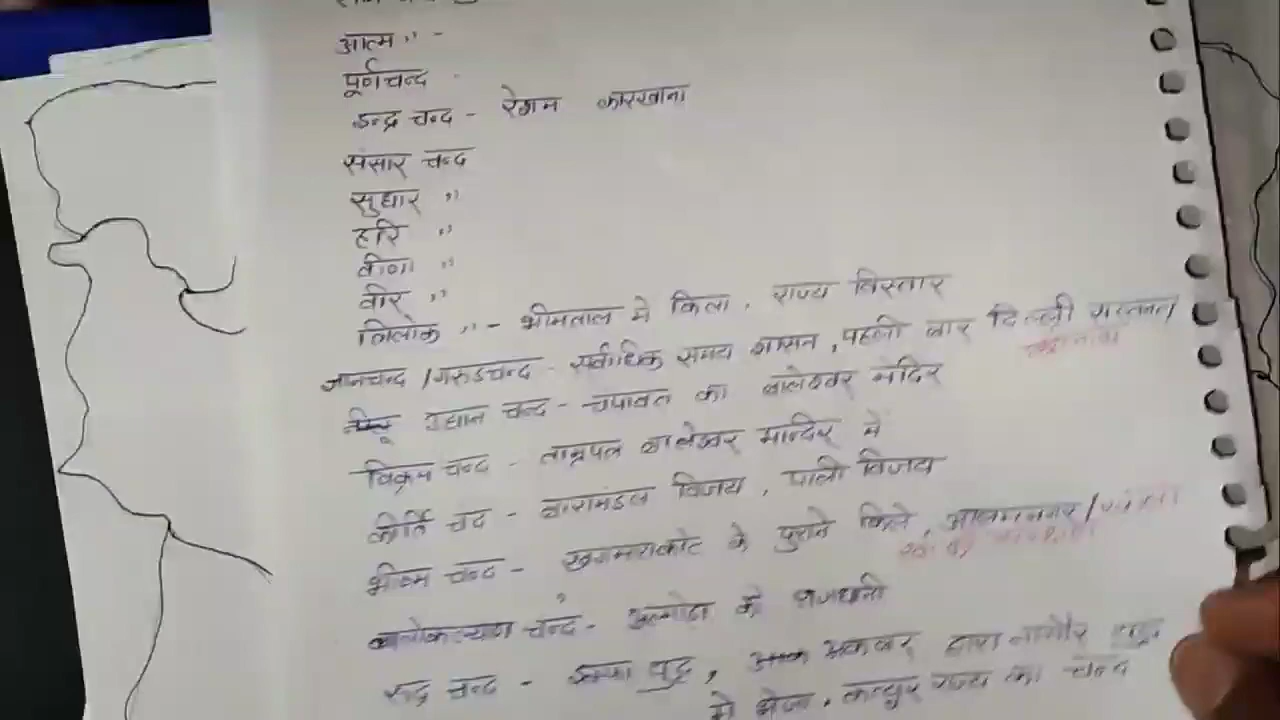 आत्म " -
पूर्ण चन्द -
इन्द्र चन्द - रेशम कारखाना
संसार चन्द
सुधार "
हरि "
वीणा "
वीर "
त्रिलोक " - भीमताल मे किला, राज्य विस्तार
ज्ञानचन्द / गरुडचन्द - सर्वाधिक समय शासन, पहली बार दिल्ली सल्तनत
उद्यान चन्द - चंपावत का बालेश्वर मंदिर
विक्रम चन्द - ताम्रपत्र बालेश्वर मन्दिर में
कीर्ति चंद - बारामंडल विजय, पाली विजय
भीष्म चन्द - खगमराकोट के पुराने किले, आलमनगर /
बालोकल्याण चन्द - अल्मोडा को राजधानी
रुद्र चन्द - युद्ध, अकबर द्वारा नागौर युद्ध
मे भेजा, कत्यूर राज्य का चन्द